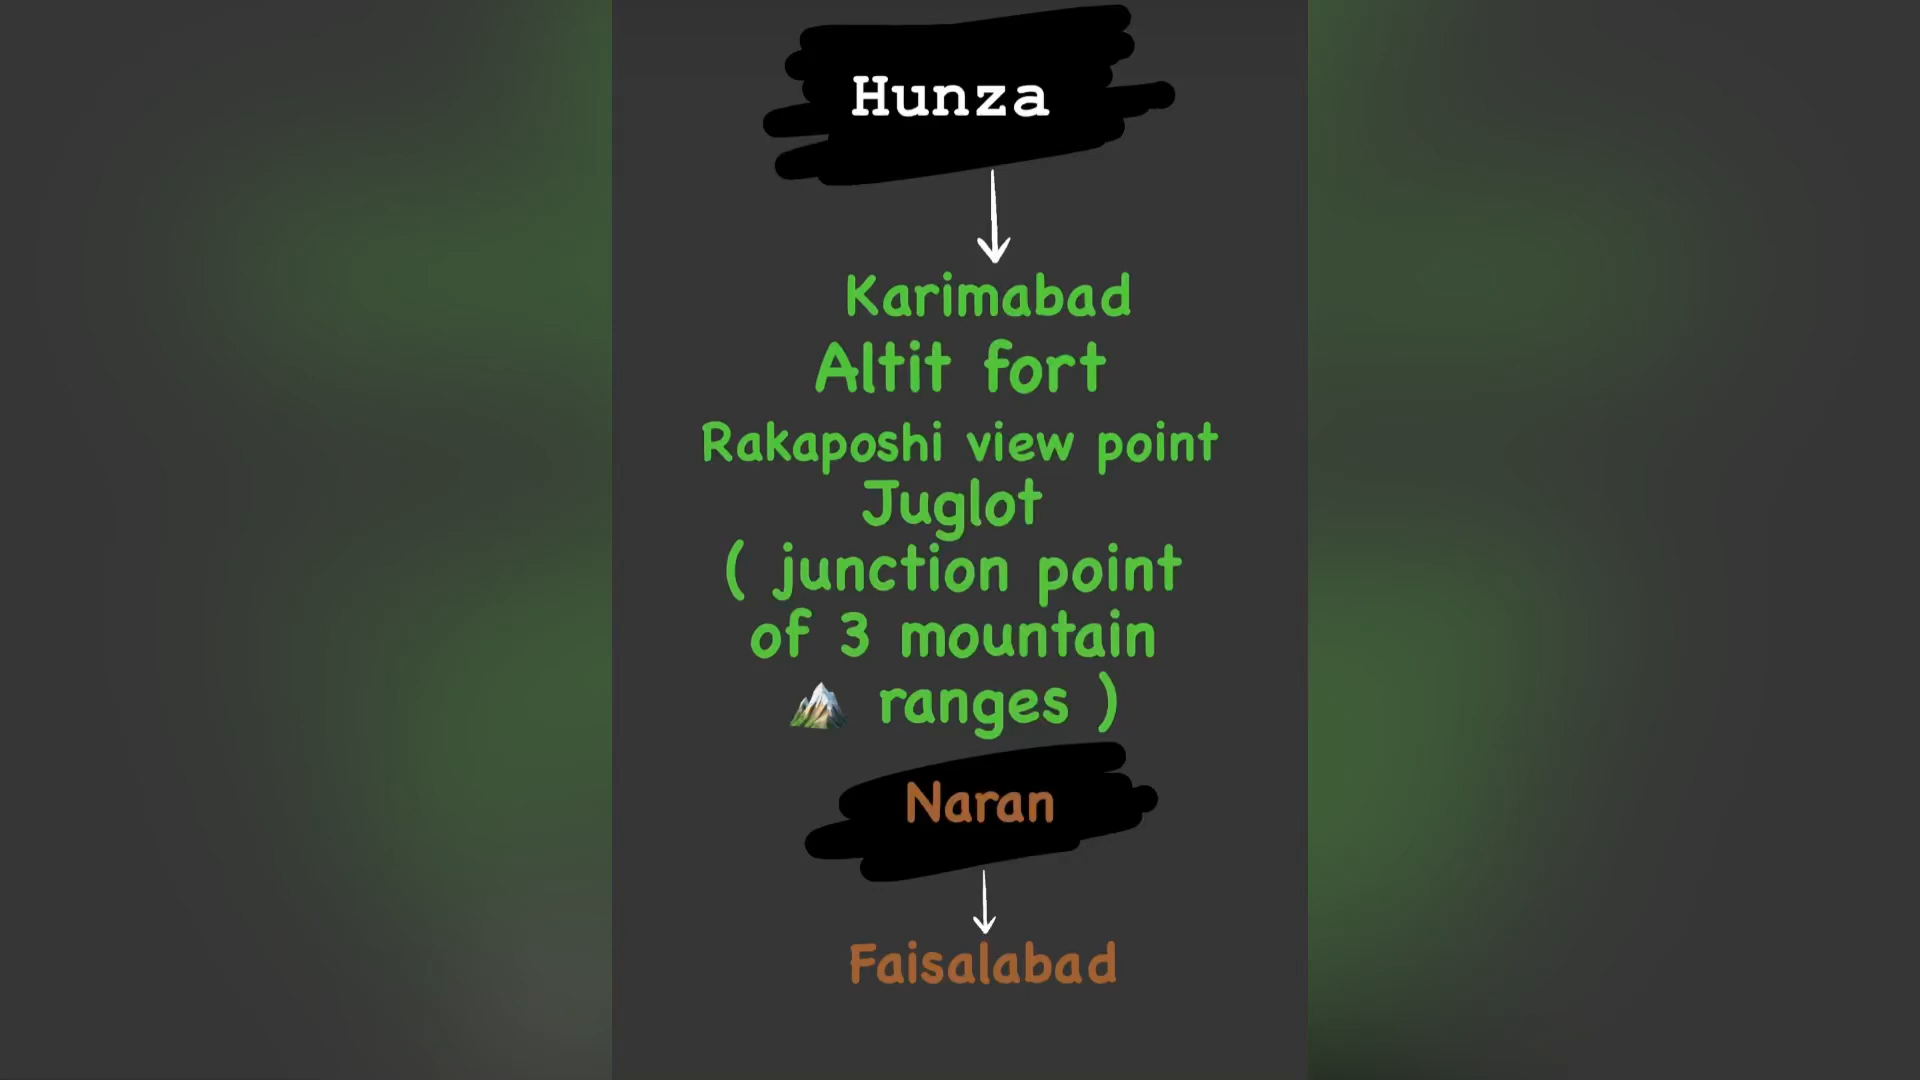 Hunza
Karimabad
Altit fort
Rakaposhi view point
Juglot
( junction point
of 3 mountain
🏔️ ranges )
Naran
Faisalabad